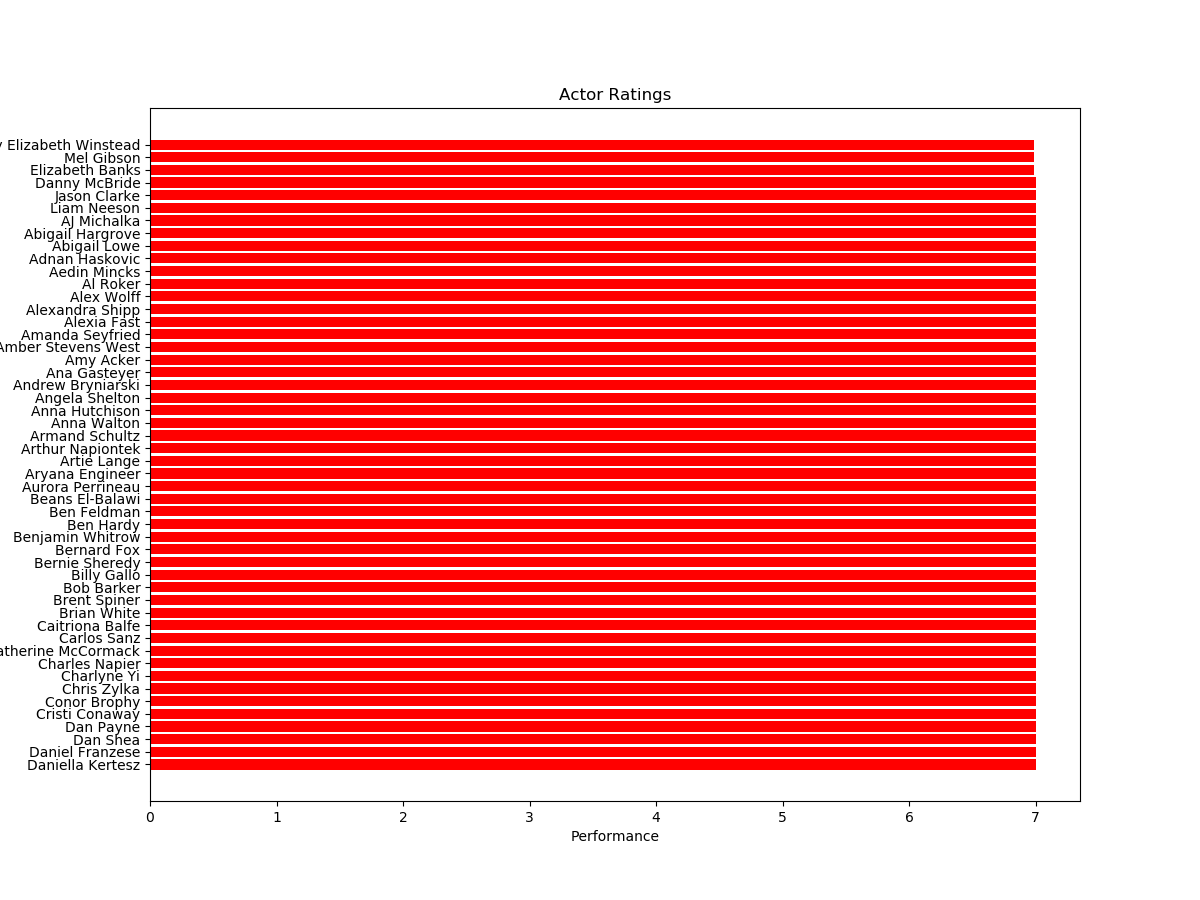 Actor Ratings
Elizabeth Winstead
Mel Gibson
Elizabeth Banks
Danny McBride
Jason Clarke
Liam Neeson
AJ Michalka
Abigail Hargrove
Abigail Lowe
Adnan Haskovic
Aedin Mincks
Al Roker
Alex Wolff
Alexandra Shipp
Alexia Fast
Amanda Seyfried
Amber Stevens West
Amy Acker
Ana Gasteyer
Andrew Bryniarski
Angela Shelton
Anna Hutchison
Anna Walton
Armand Schultz
Arthur Napiontek
Artie Lange
Aryana Engineer
Aurora Perrineau
Beans El-Balawi
Ben Feldman
Ben Hardy
Benjamin Whitrow
Bernard Fox
Bernie Sheredy
Billy Gallo
Bob Barker
Brent Spiner
Brian White
Caitriona Balfe
Carlos Sanz
atherine McCormack
Charles Napier
Charlyne Yi
Chris Zylka
Conor Brophy
Cristi Conaway
Dan Payne
Dan Shea
Daniel Franzese
Daniella Kertesz
0 1 2 3 4 5 6 7
Performance